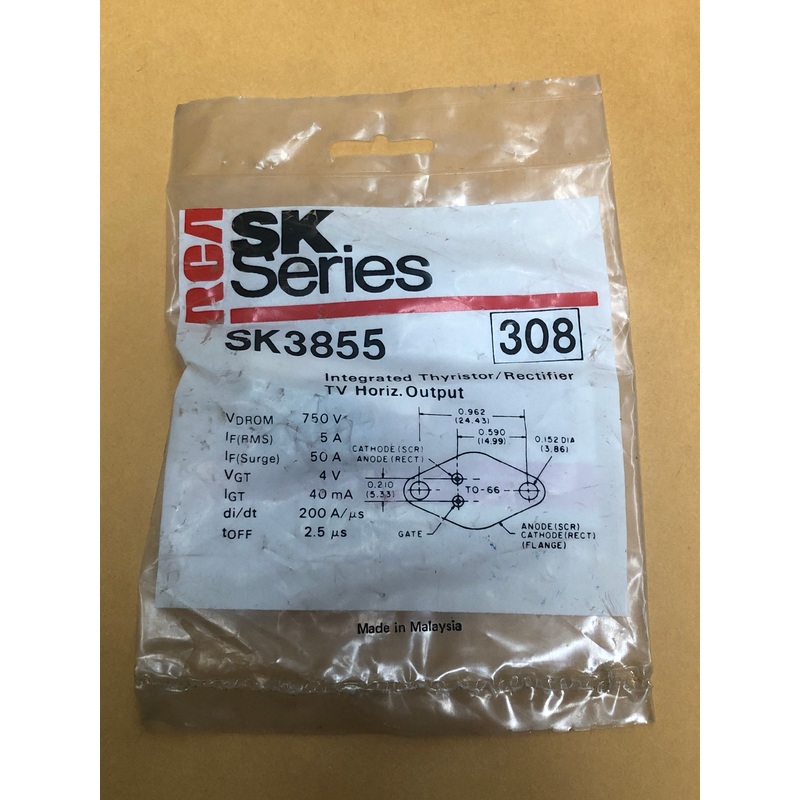 RCA
SK
Series
SK3855
308
Integrated Thyristor/Rectifier
TV Horiz. Output
VDROM 750 V
IF(RMS) 5 A
IF(Surge) 50 A
VGT 4 V
IGT 40 mA
di/dt 200 A/µs
tOFF 2.5 µs
0.962
(24.43)
0.590
(14.99)
0.152 DIA
(3.86)
CATHODE (SCR)
ANODE (RECT)
0.210
(5.33)
TO-66
GATE
ANODE (SCR)
CATHODE (RECT)
(FLANGE)
Made in Malaysia